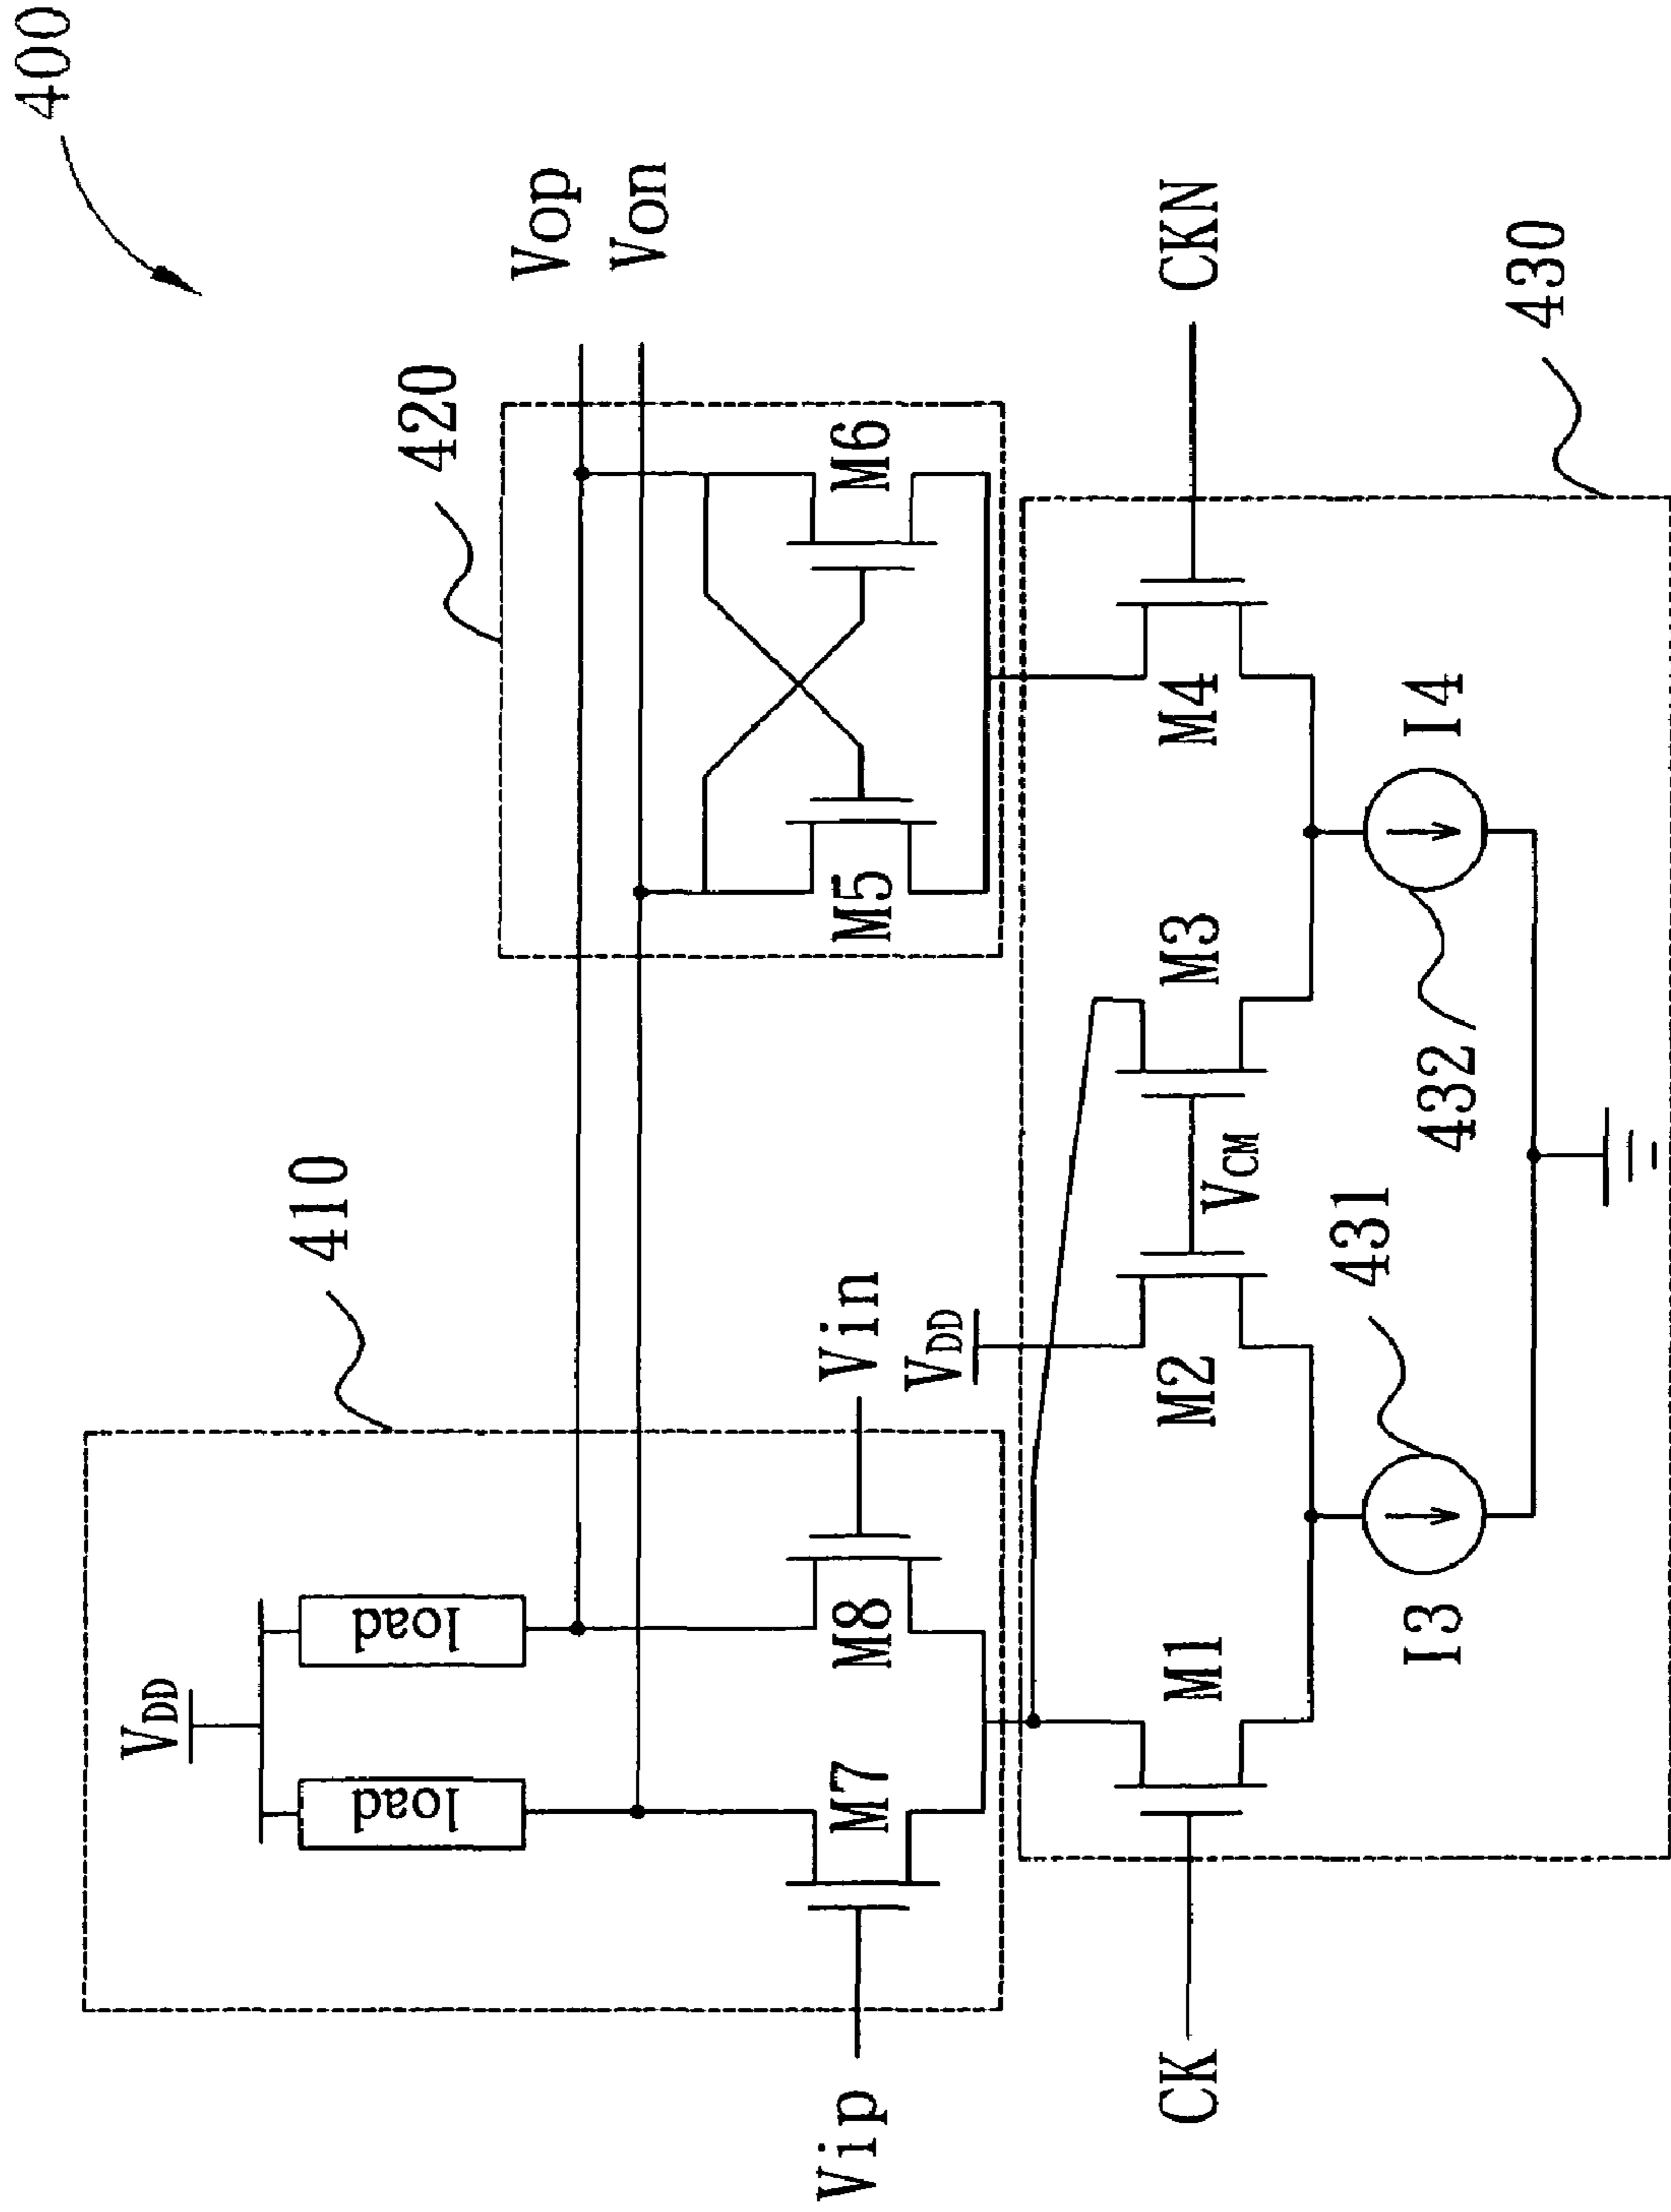 400
410
420
Vop
Von
VDD
load
load
M7
M8
M5
M6
Vip
Vin
VDD
CK
CKN
M1
M2
M3
M4
VCM
I3
I4
431
432
430